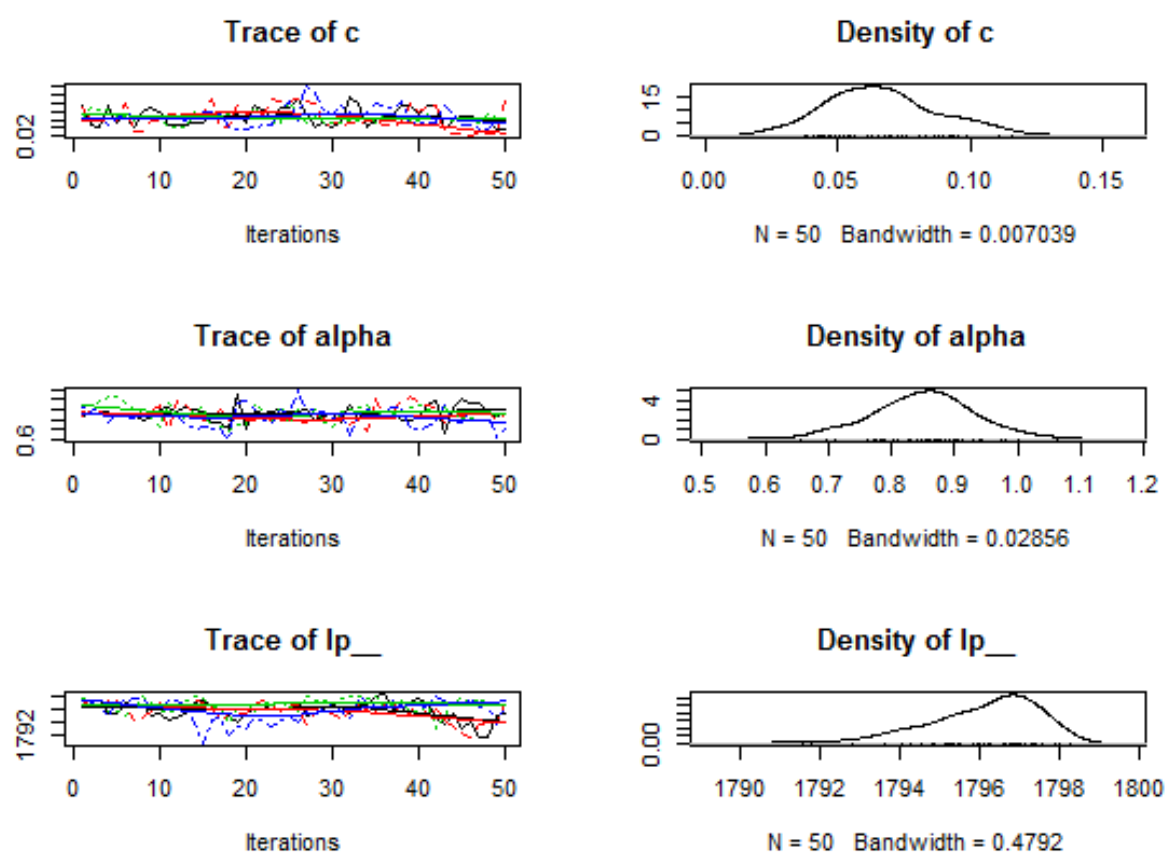 Trace of c
0.02
0 10 20 30 40 50
Iterations
Density of c
0 15
0.00 0.05 0.10 0.15
N = 50 Bandwidth = 0.007039
Trace of alpha
0.6
0 10 20 30 40 50
Iterations
Density of alpha
0 4
0.5 0.6 0.7 0.8 0.9 1.0 1.1 1.2
N = 50 Bandwidth = 0.02856
Trace of lp__
1792
0 10 20 30 40 50
Iterations
Density of lp__
0.00
1790 1792 1794 1796 1798 1800
N = 50 Bandwidth = 0.4792